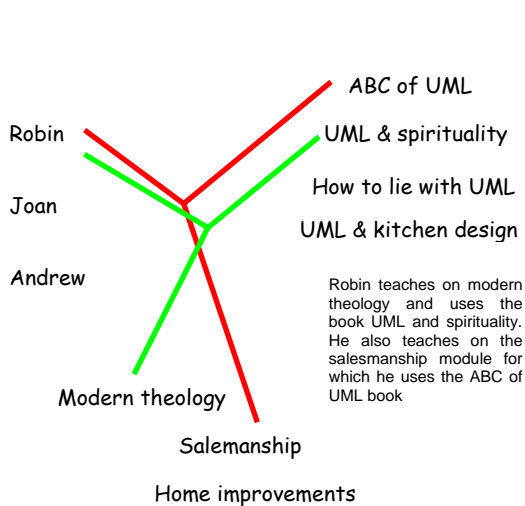 ABC of UML
Robin
UML & spirituality
How to lie with UML
Joan
UML & kitchen design
Andrew
Robin teaches on modern
theology and uses the
book UML and spirituality.
He also teaches on the
salesmanship module for
which he uses the ABC of
UML book
Modern theology
Salemanship
Home improvements